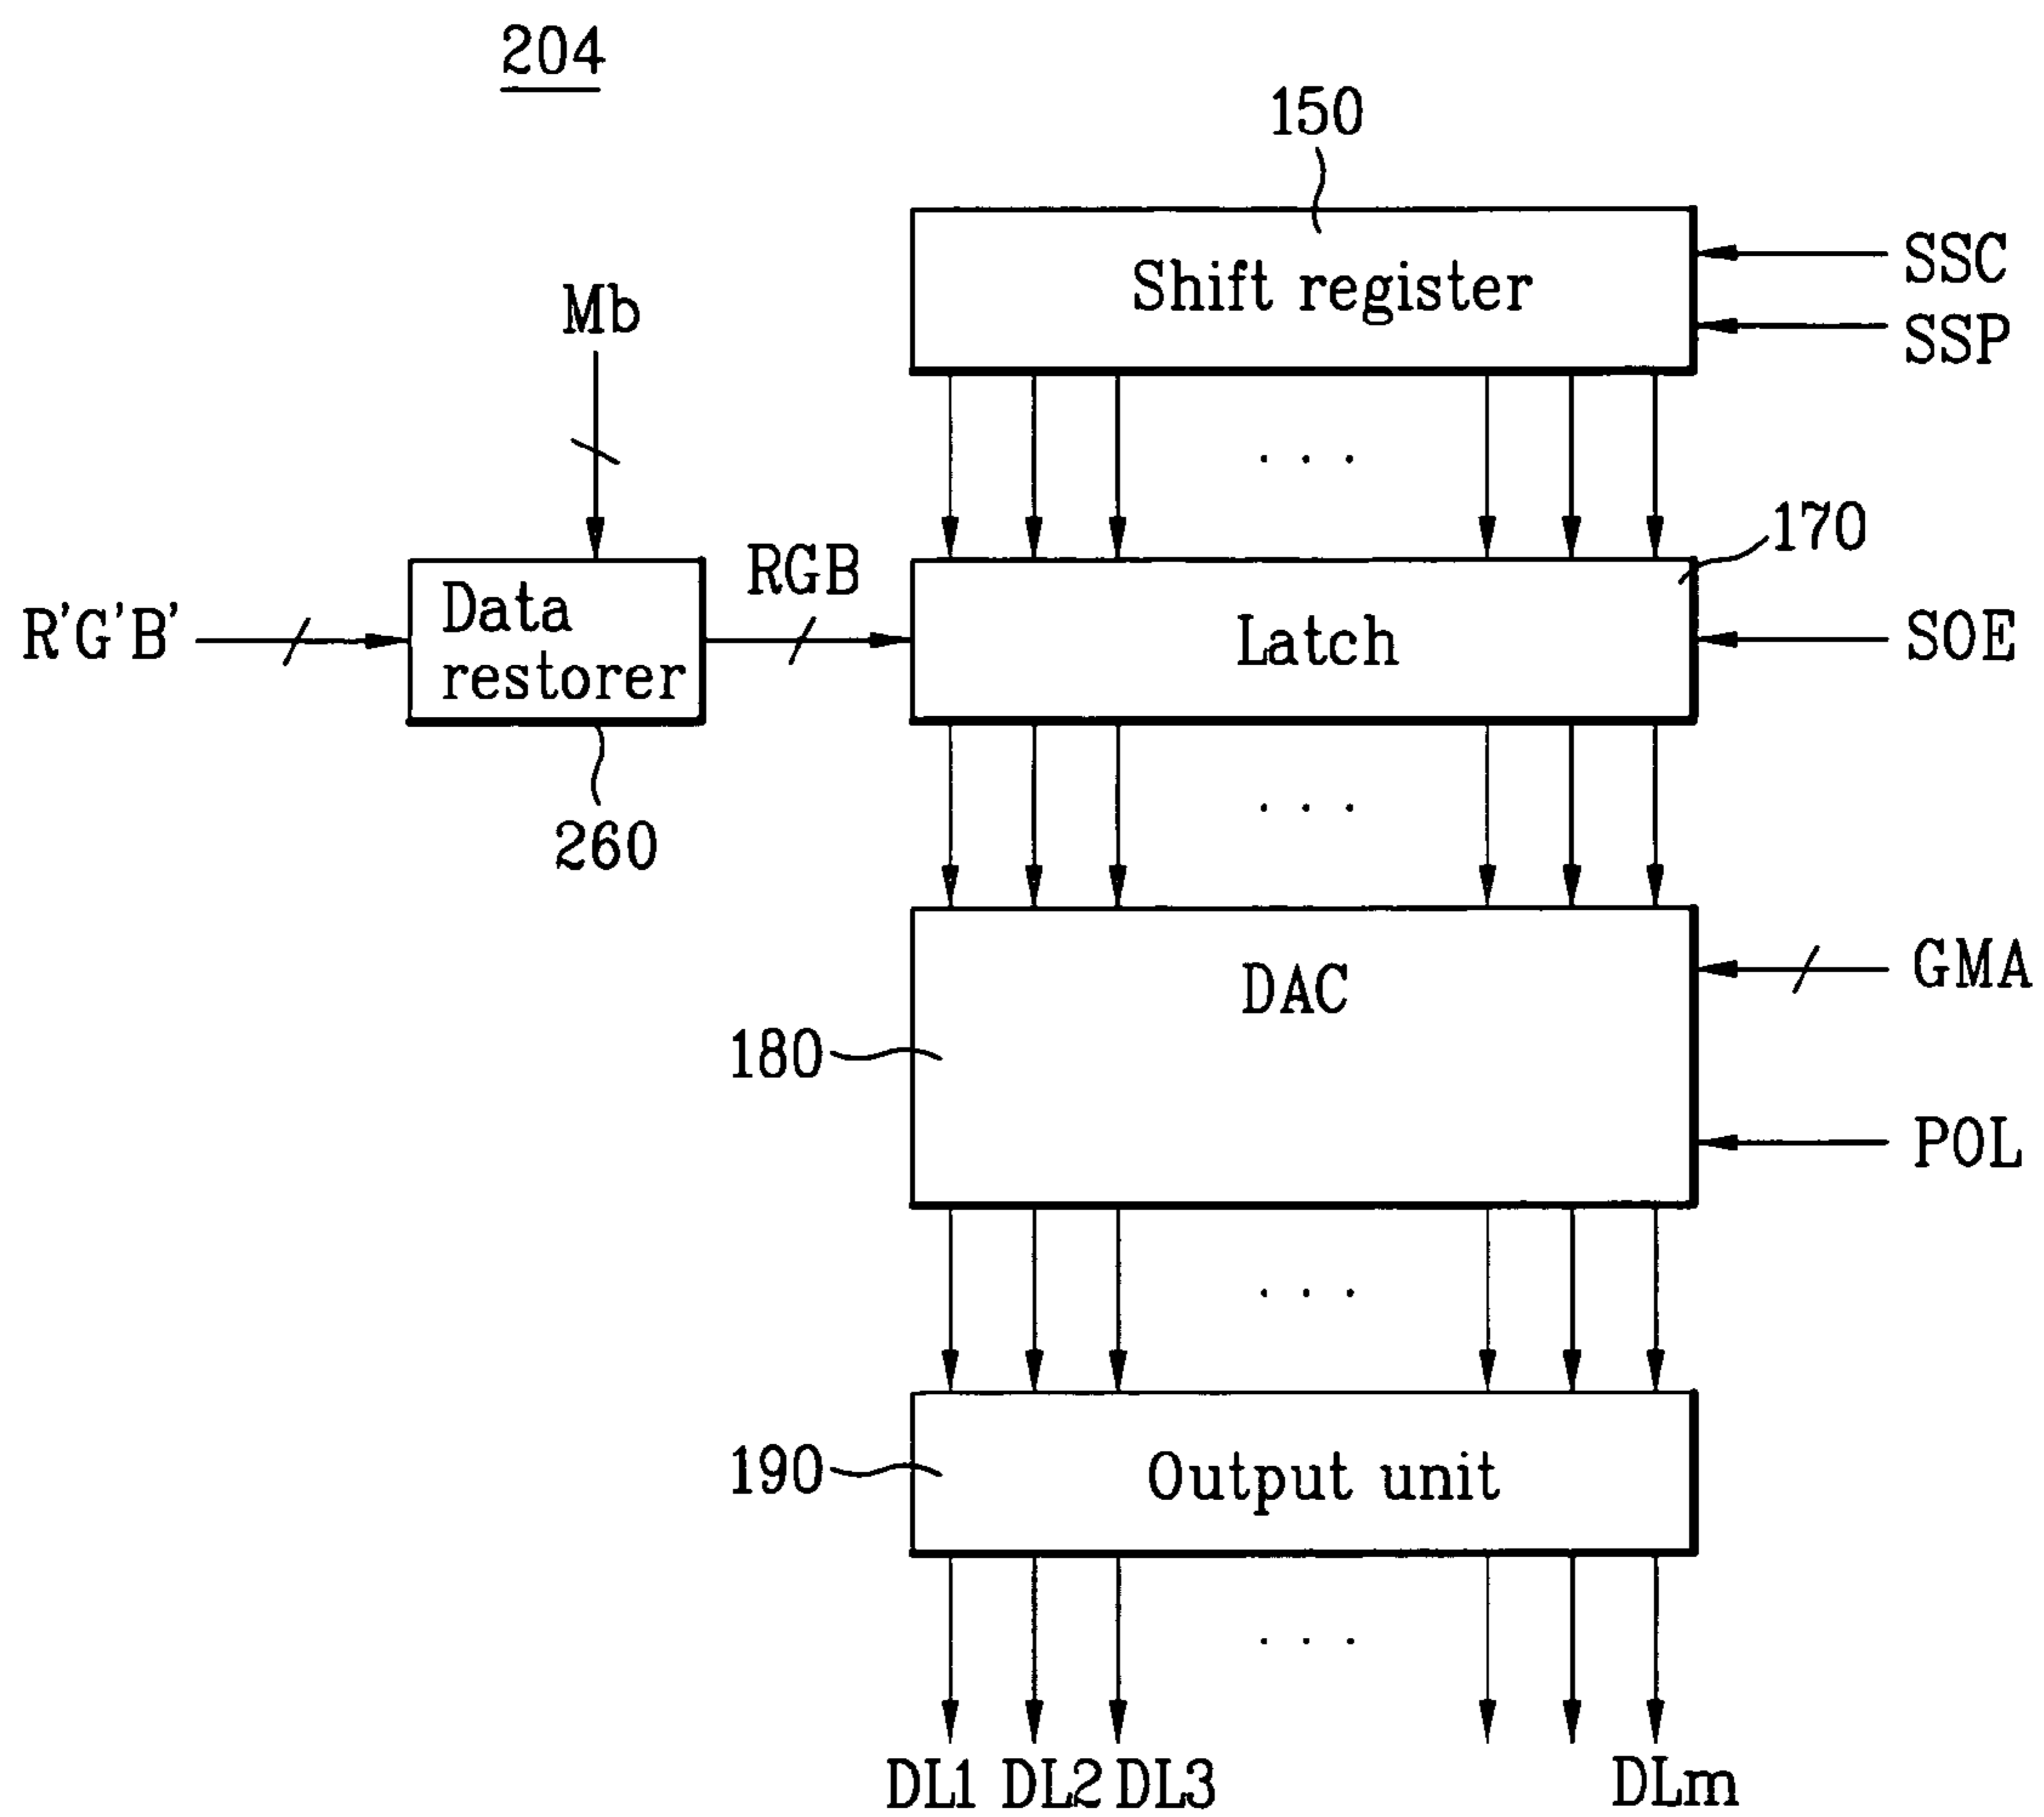 204
150
Shift register
SSC
SSP
Mb
170
R'G'B'
Data
restorer
RGB
Latch
SOE
260
DAC
GMA
180
POL
190
Output unit
DL1 DL2 DL3 DLm